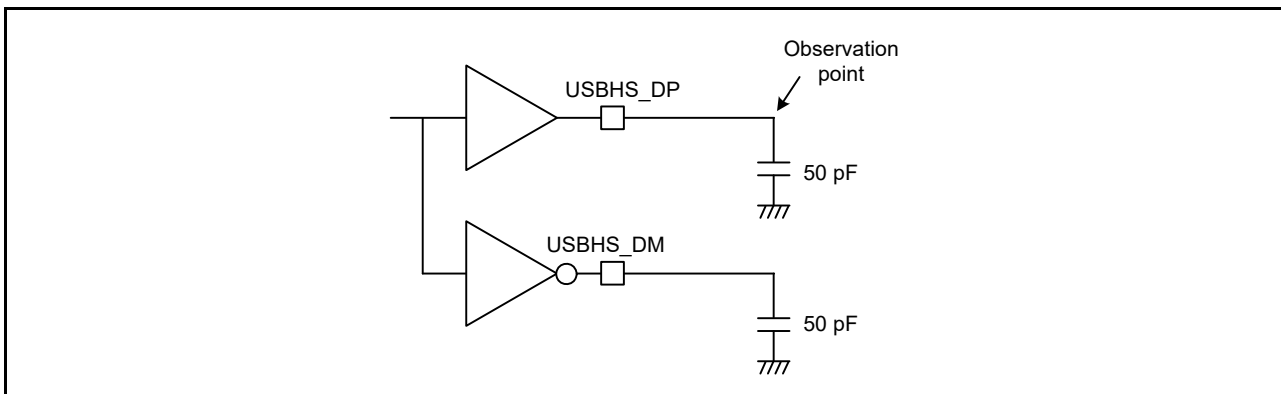 Observation
point
USBHS_DP
50 pF
USBHS_DM
50 pF